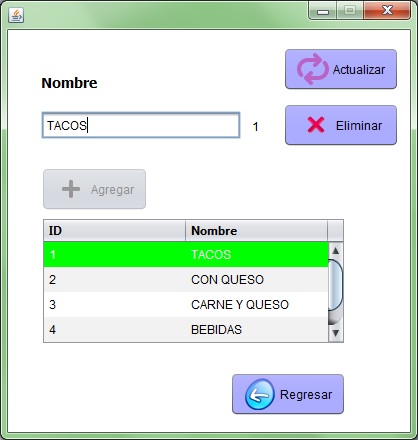 Actualizar
Nombre
TACOS 1 Eliminar
Agregar
ID Nombre
1 TACOS
2 CON QUESO
3 CARNE Y QUESO
4 BEBIDAS
Regresar